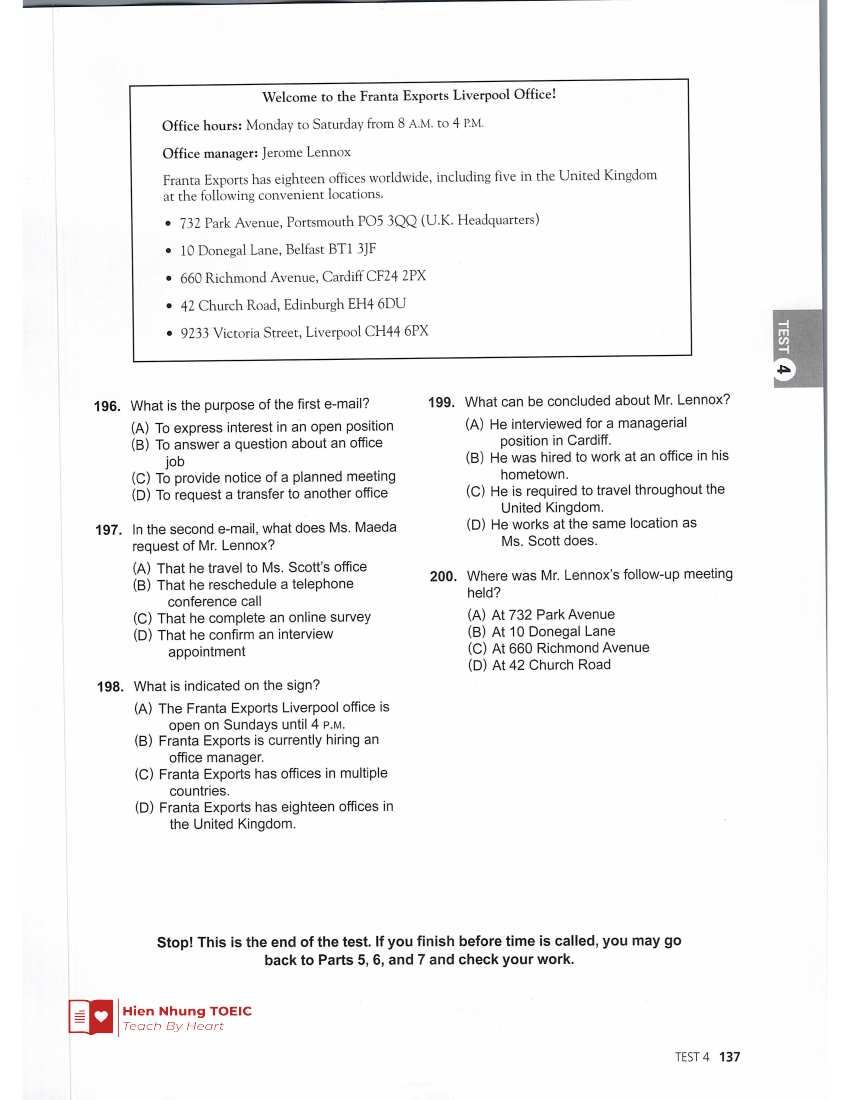 Welcome to the Franta Exports Liverpool Office!
Office hours: Monday to Saturday from 8 A.M. to 4 P.M.
Office manager: Jerome Lennox
Franta Exports has eighteen offices worldwide, including five in the United Kingdom
at the following convenient locations.
• 732 Park Avenue, Portsmouth PO5 3QQ (U.K. Headquarters)
• 10 Donegal Lane, Belfast BT1 3JF
• 660 Richmond Avenue, Cardiff CF24 2PX
• 42 Church Road, Edinburgh EH4 6DU
• 9233 Victoria Street, Liverpool CH44 6PX
TEST 4
196. What is the purpose of the first e-mail?
(A) To express interest in an open position
(B) To answer a question about an office
job
(C) To provide notice of a planned meeting
(D) To request a transfer to another office
197. In the second e-mail, what does Ms. Maeda
request of Mr. Lennox?
(A) That he travel to Ms. Scott's office
(B) That he reschedule a telephone
conference call
(C) That he complete an online survey
(D) That he confirm an interview
appointment
198. What is indicated on the sign?
(A) The Franta Exports Liverpool office is
open on Sundays until 4 P.M.
(B) Franta Exports is currently hiring an
office manager.
(C) Franta Exports has offices in multiple
countries.
(D) Franta Exports has eighteen offices in
the United Kingdom.
199. What can be concluded about Mr. Lennox?
(A) He interviewed for a managerial
position in Cardiff.
(B) He was hired to work at an office in his
hometown.
(C) He is required to travel throughout the
United Kingdom.
(D) He works at the same location as
Ms. Scott does.
200. Where was Mr. Lennox's follow-up meeting
held?
(A) At 732 Park Avenue
(B) At 10 Donegal Lane
(C) At 660 Richmond Avenue
(D) At 42 Church Road
Stop! This is the end of the test. If you finish before time is called, you may go
back to Parts 5, 6, and 7 and check your work.
Hien Nhung TOEIC
Teach By Heart
TEST 4 137